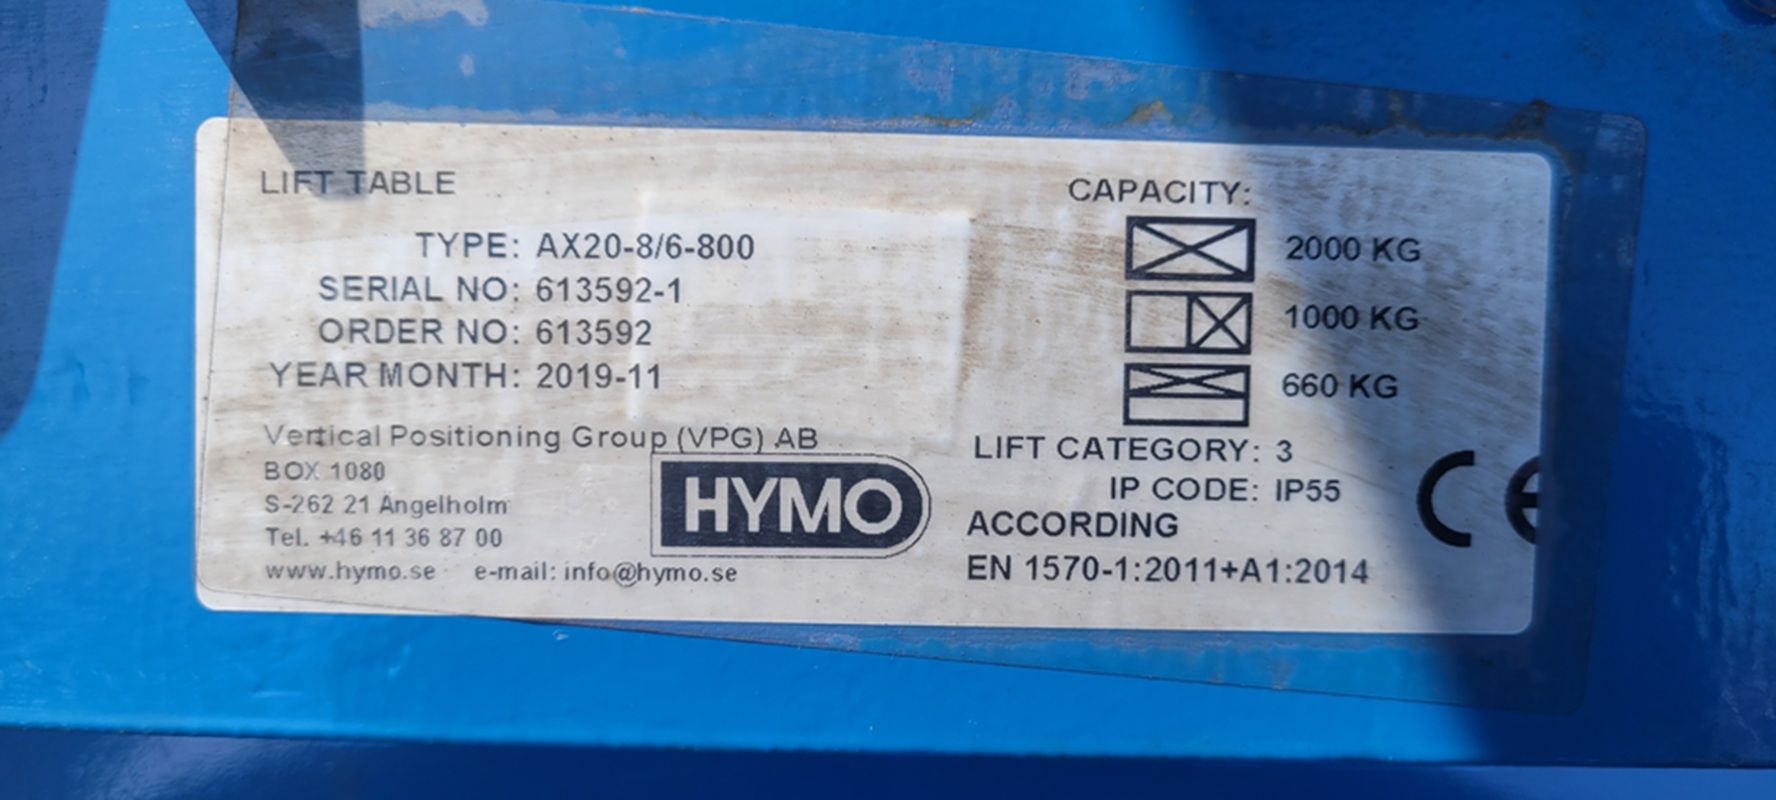 LIFT TABLE
TYPE: AX20-8/6-800
SERIAL NO: 613592-1
ORDER NO: 613592
YEAR MONTH: 2019-11
Vertical Positioning Group (VPG) AB
BOX 1080
S-262 21 Angelholm
Tel. +46 11 36 87 00
www.hymo.se e-mail: info@hymo.se
HYMO
CAPACITY:
2000 KG
1000 KG
660 KG
LIFT CATEGORY: 3
IP CODE: IP55
ACCORDING
EN 1570-1:2011+A1:2014
CE